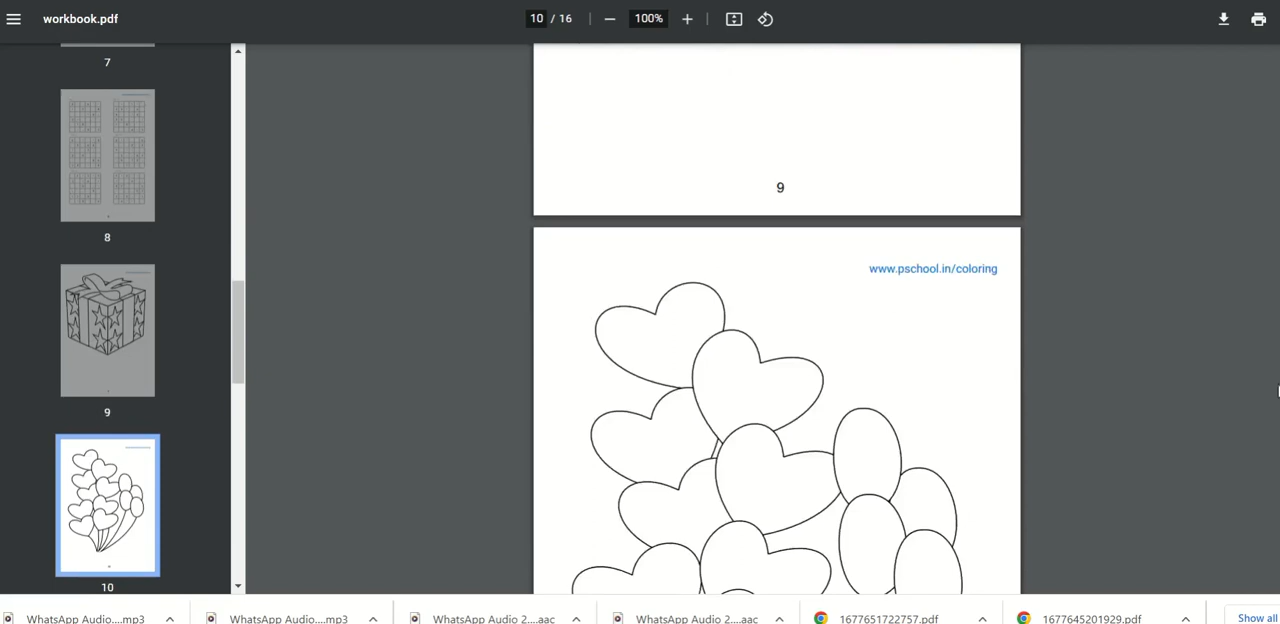 workbook.pdf
10 / 16
100%
7
8
9
10
9
www.pschool.in/coloring
WhatsApp Audio....mp3
WhatsApp Audio....mp3
WhatsApp Audio 2....aac
WhatsApp Audio 2....aac
1677651722757.pdf
1677645201929.pdf
Show all